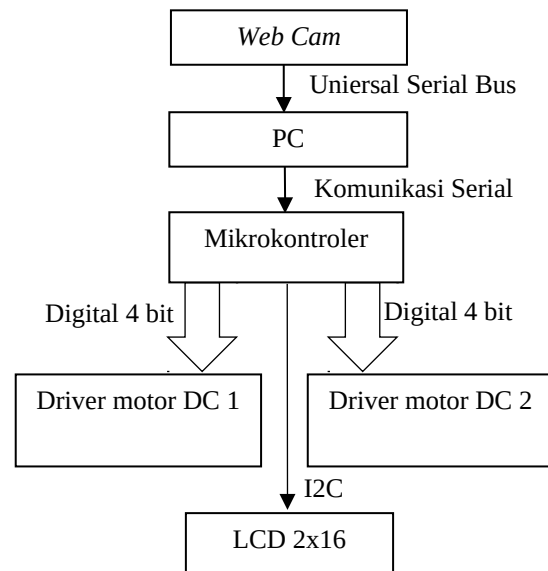 Web Cam
Uniersal Serial Bus
PC
Komunikasi Serial
Mikrokontroler
Digital 4 bit
Digital 4 bit
Driver motor DC 1
Driver motor DC 2
I2C
LCD 2x16